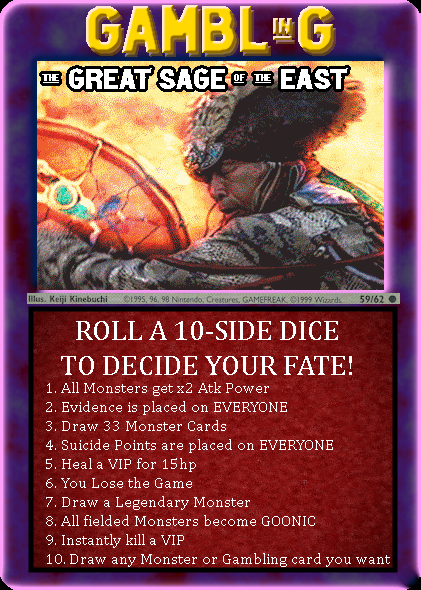 GAMBLING
THE GREAT SAGE OF THE EAST
Illus. Keiji Kinebuchi ©1995, 96, 98 Nintendo, Creatures, GAMEFREAK. ©1999 Wizards. 59/62 ●
ROLL A 10-SIDE DICE
TO DECIDE YOUR FATE!
1. All Monsters get x2 Atk Power
2. Evidence is placed on EVERYONE
3. Draw 33 Monster Cards
4. Suicide Points are placed on EVERYONE
5. Heal a VIP for 15hp
6. You Lose the Game
7. Draw a Legendary Monster
8. All fielded Monsters become GOONIC
9. Instantly kill a VIP
10. Draw any Monster or Gambling card you want